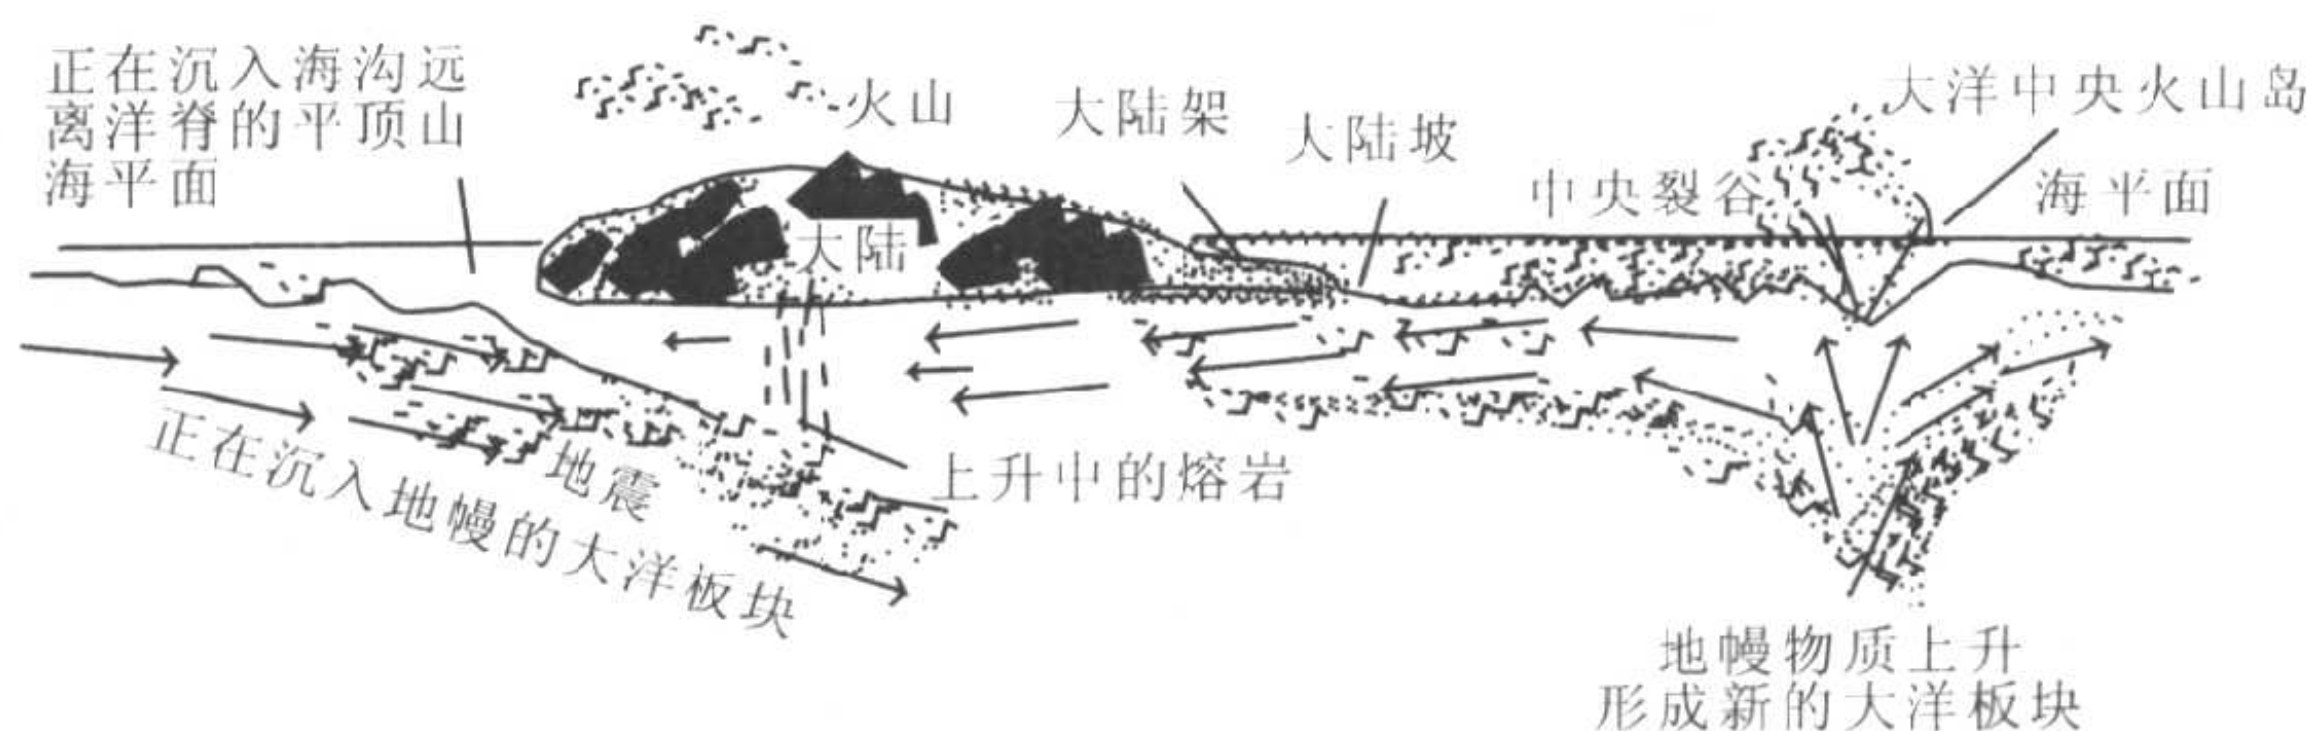 正在沉入海沟远
离洋脊的平顶山
海平面
火山
大陆架
大陆坡
大洋中央火山岛
中央裂谷
海平面
大陆
地震
正在沉入地幔的大洋板块
上升中的熔岩
地幔物质上升
形成新的大洋板块